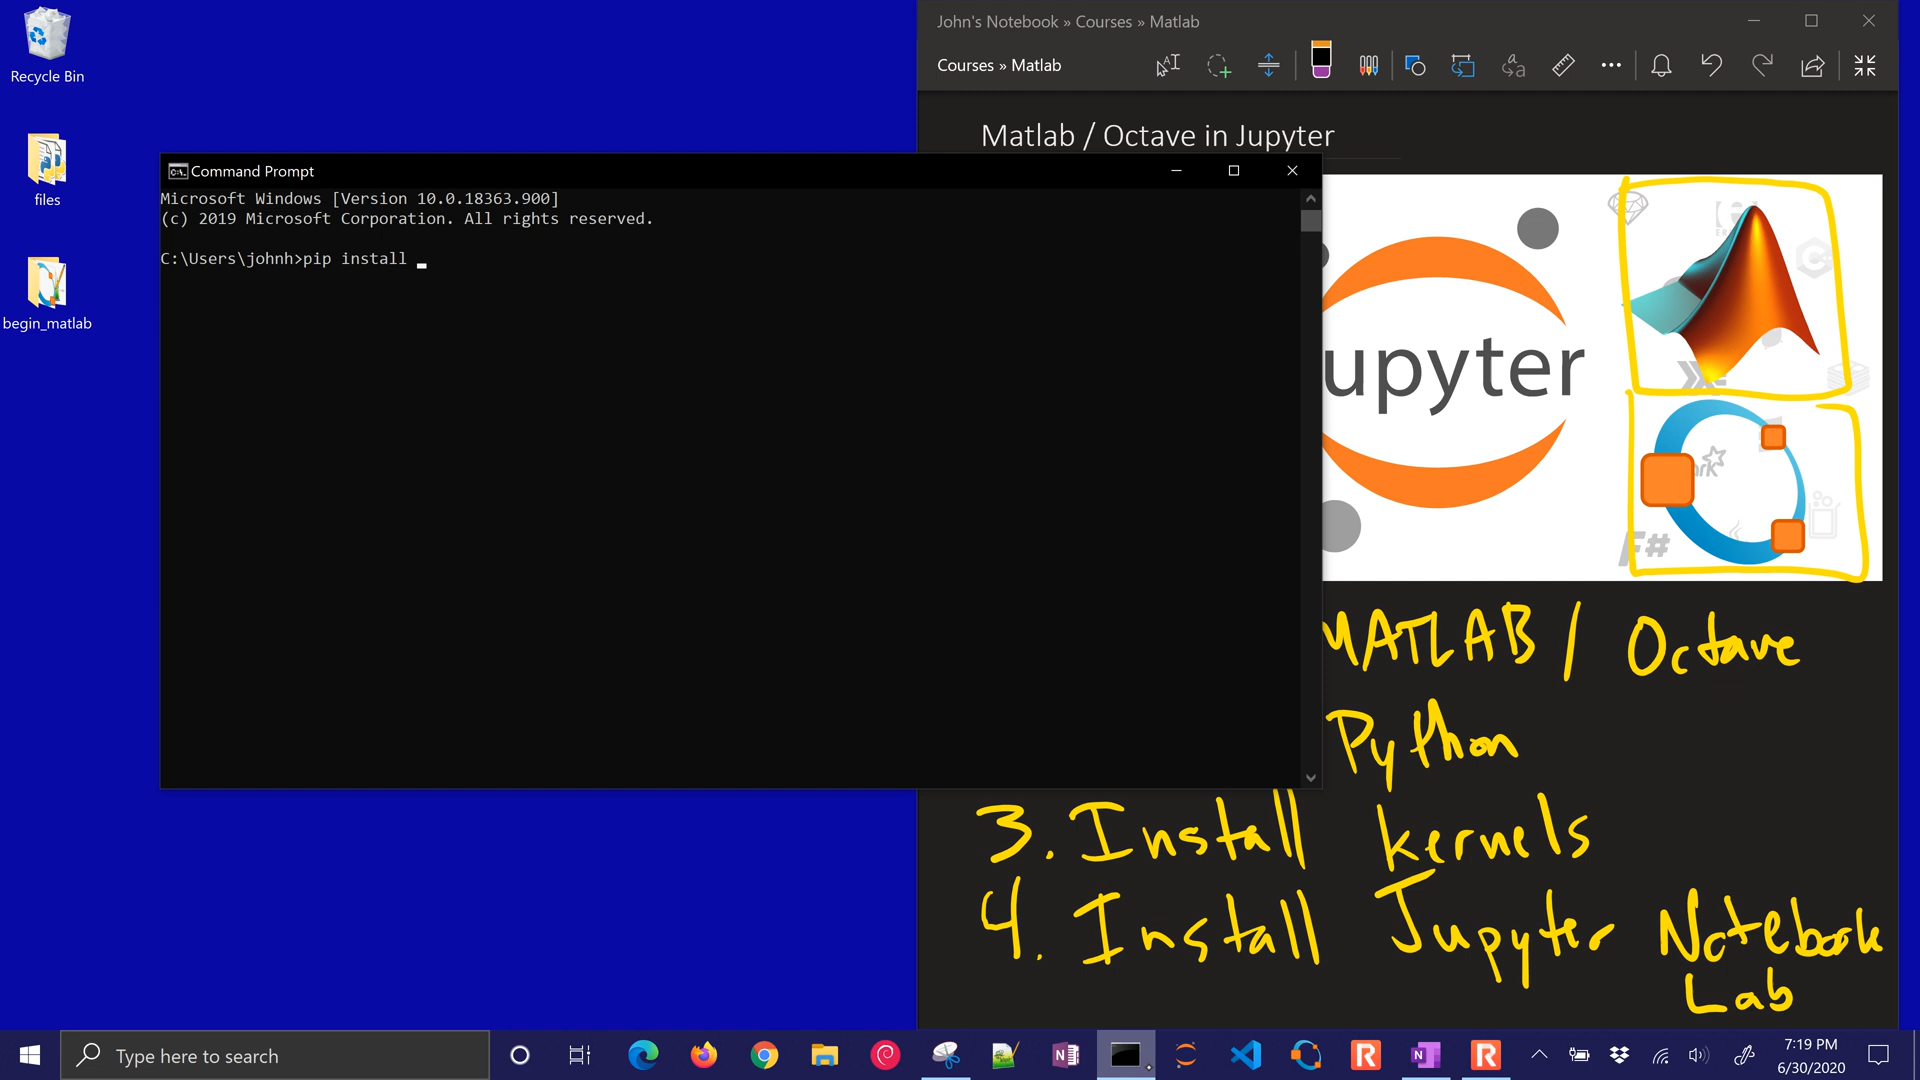 Recycle Bin
files
begin_matlab
John's Notebook » Courses » Matlab
Courses » Matlab
Matlab / Octave in Jupyter
Command Prompt
Microsoft Windows [Version 10.0.18363.900]
(c) 2019 Microsoft Corporation. All rights reserved.
C:\Users\johnh>pip install _
upyter
F#
MATLAB / Octave
Python
3. Install kernels
4. Install Jupyter Notebook
Lab
Type here to search
7:19 PM
6/30/2020